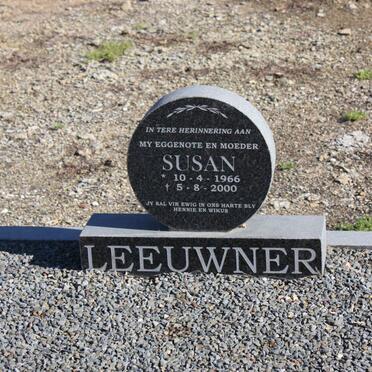 IN TERE HERINNERING AAN
MY EGGENOTE EN MOEDER
SUSAN
* 10 - 4 - 1966
† 5 - 8 - 2000
JY SAL VIR EWIG IN ONS HARTE BLY
HENNIE EN WIKUS
LEEUWNER